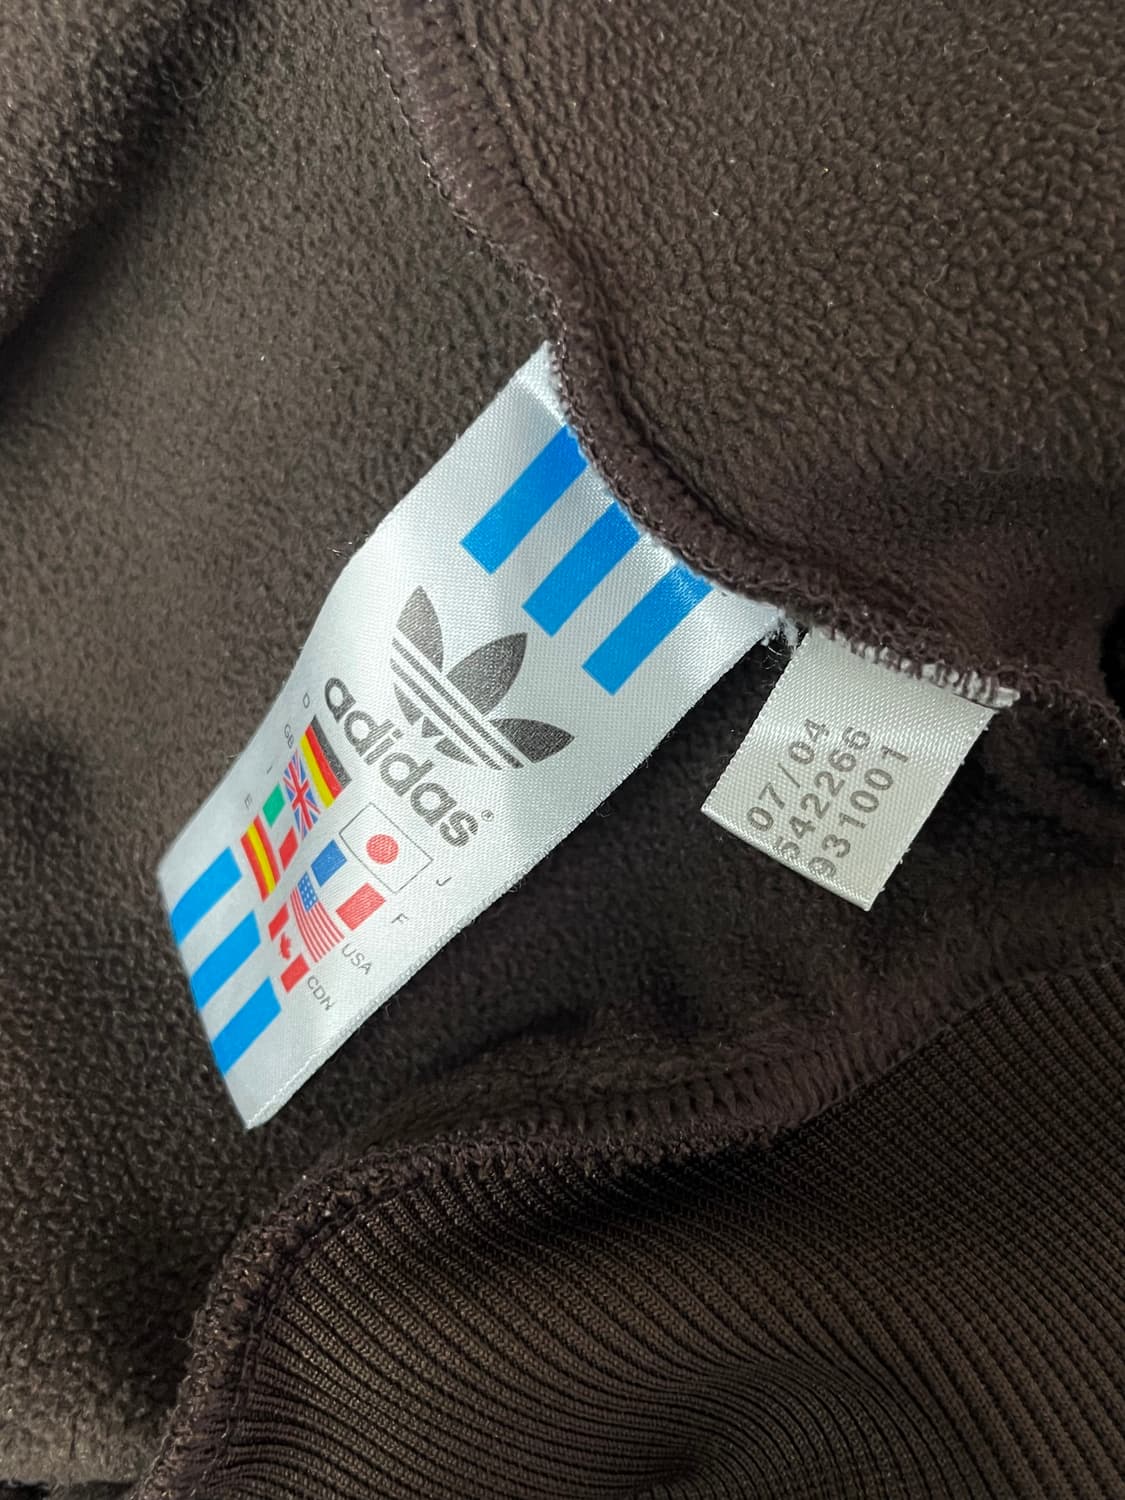 adidas®
D
GB
I
E
J
F
USA
CDN
07/04
542266
931001